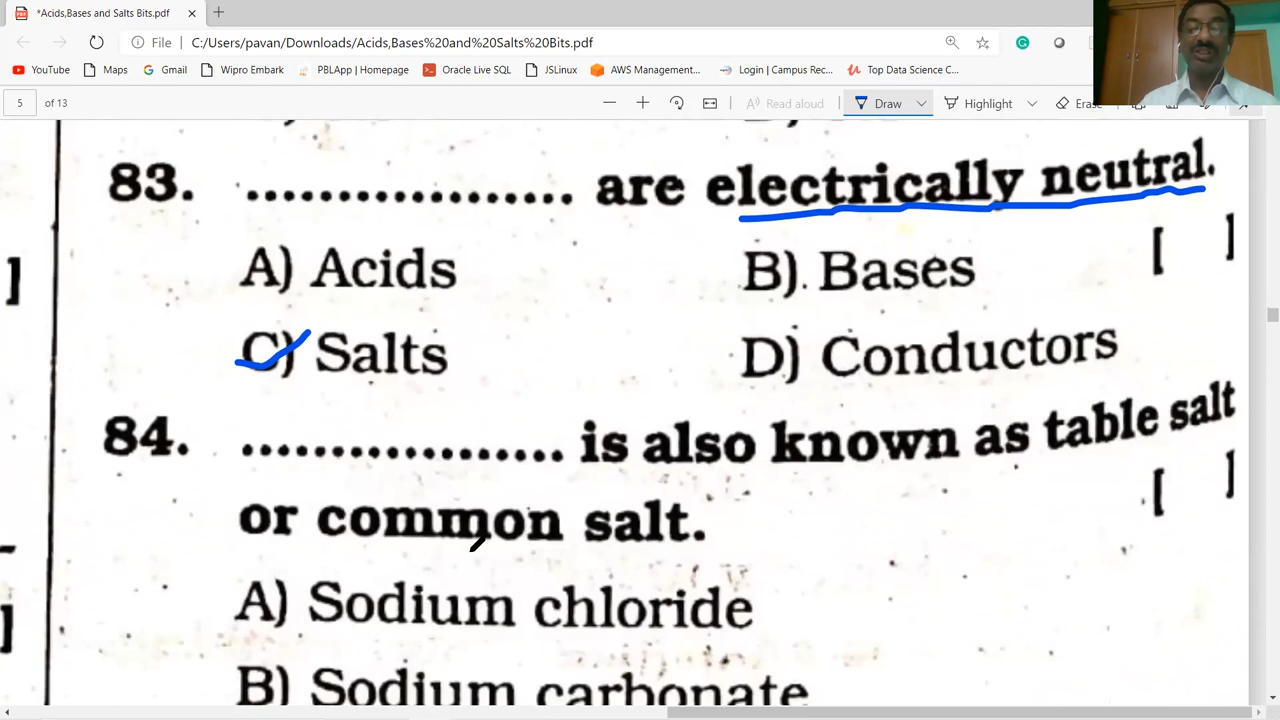 *Acids,Bases and Salts Bits.pdf
File | C:/Users/pavan/Downloads/Acids,Bases%20and%20Salts%20Bits.pdf
YouTube Maps Gmail Wipro Embark PBLApp | Homepage Oracle Live SQL JSLinux AWS Management... Login | Campus Rec... Top Data Science C...
5 of 13 Read aloud Draw Highlight Erase
83. .................. are electrically neutral.
[ ]
A) Acids B). Bases
C) Salts D) Conductors
84. .................. is also known as table salt
or common salt. [ ]
A) Sodium chloride
B) Sodium carbonate